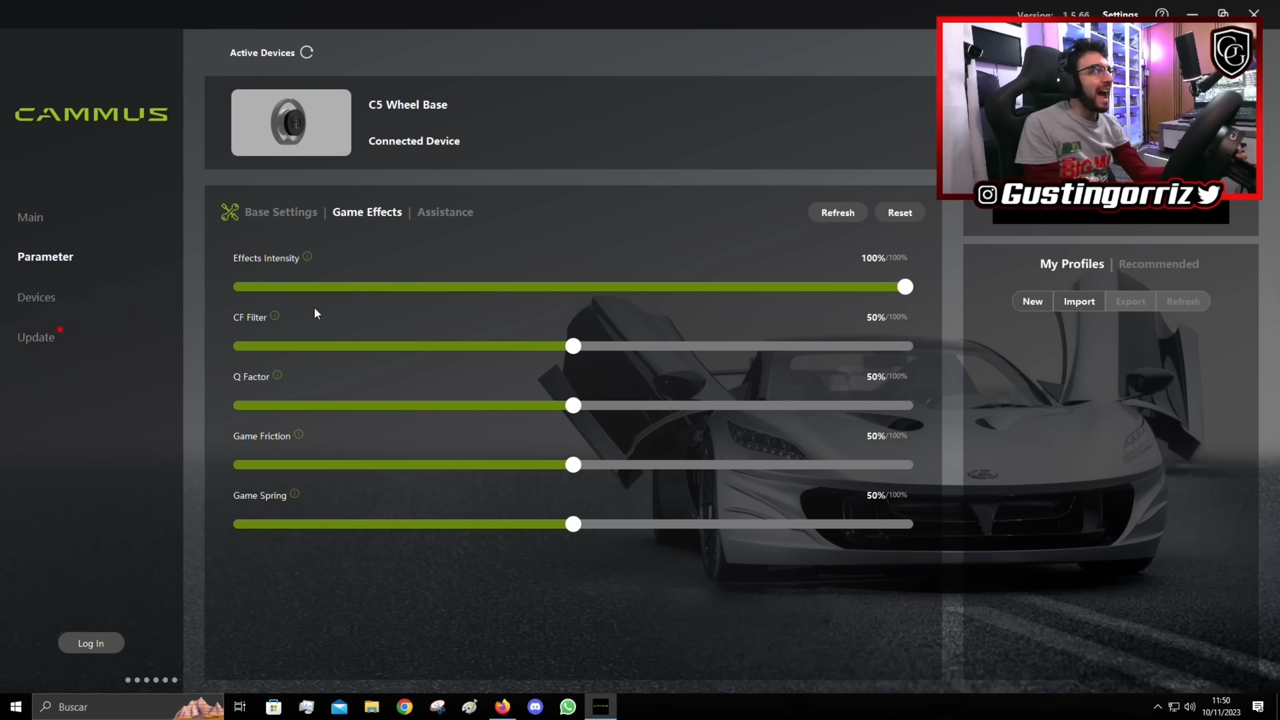 Version: 1.5.66 Settings
Active Devices
CAMMUS
C5 Wheel Base
Connected Device
Gustingorriz
Main
Parameter
Devices
Update
Base Settings | Game Effects | Assistance
Refresh
Reset
Effects Intensity
100%/100%
CF Filter
50%/100%
Q Factor
50%/100%
Game Friction
50%/100%
Game Spring
50%/100%
My Profiles | Recommended
New
Import
Export
Refresh
Log In
Buscar
11:50
10/11/2023